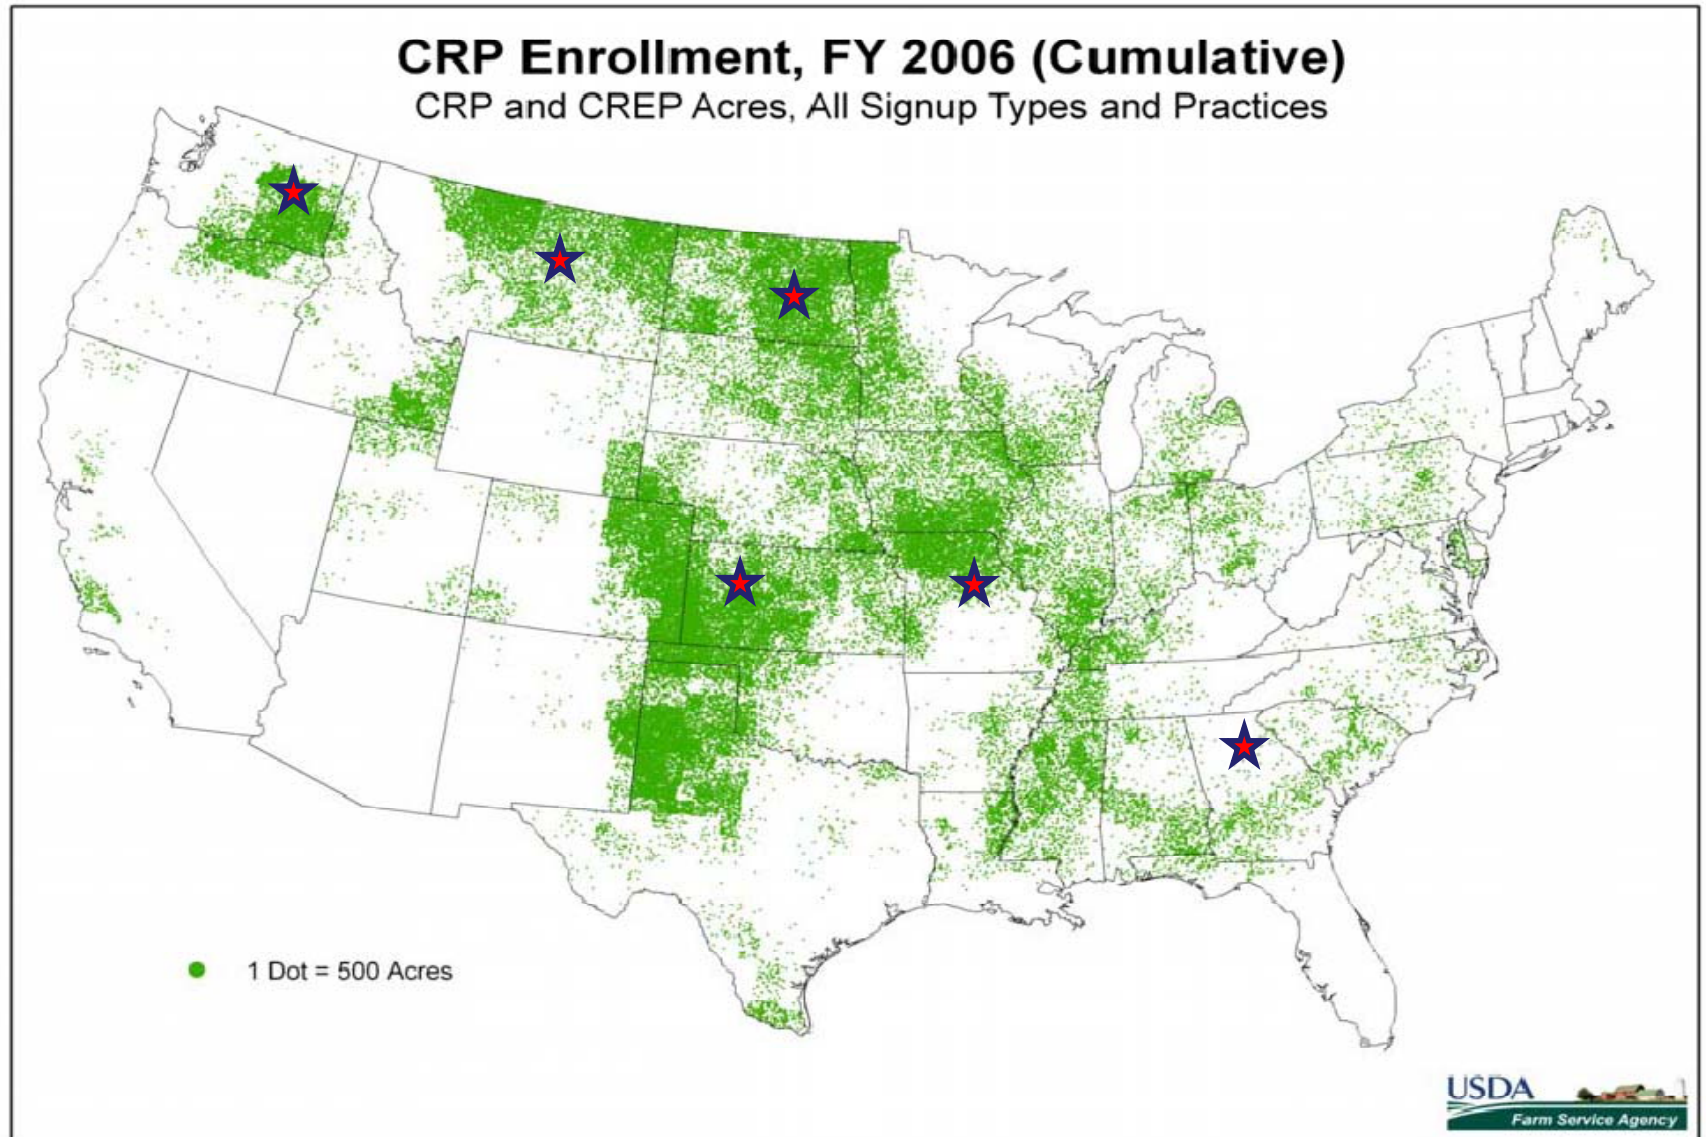 CRP Enrollment, FY 2006 (Cumulative)
CRP and CREP Acres, All Signup Types and Practices
1 Dot = 500 Acres
USDA
Farm Service Agency